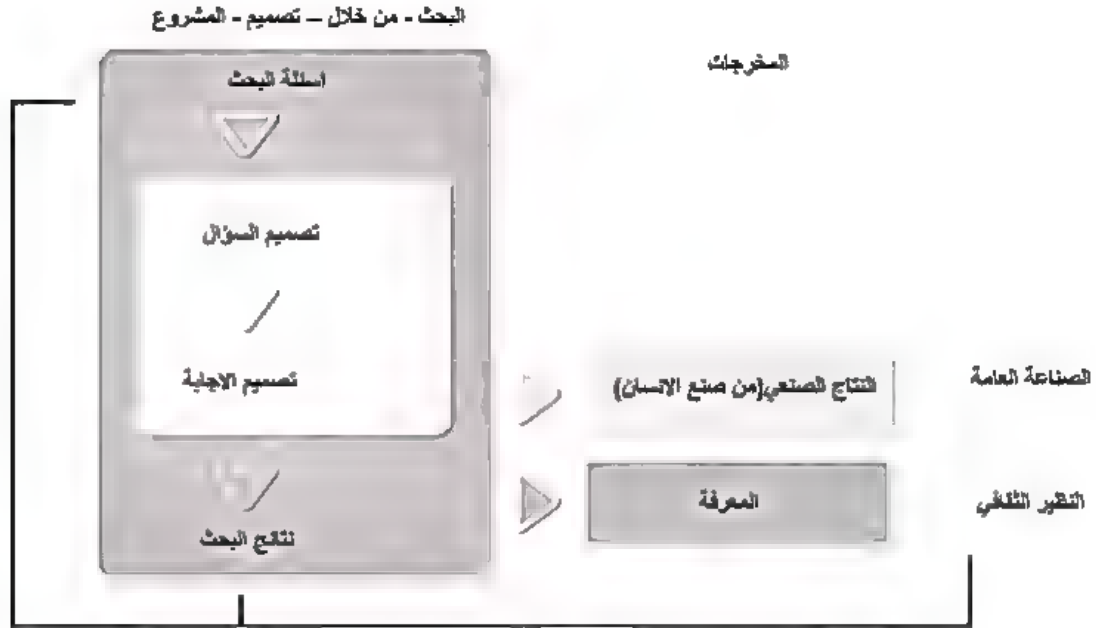 البحث - من خلال – تصميم - المشروع
المخرجات
اسئلة البحث
تصميم السؤال
تصميم الاجابة
النتاج الصنعي(من صنع الانسان)
الصناعة العامة
المعرفة
التظير الثقافي
نتائج البحث